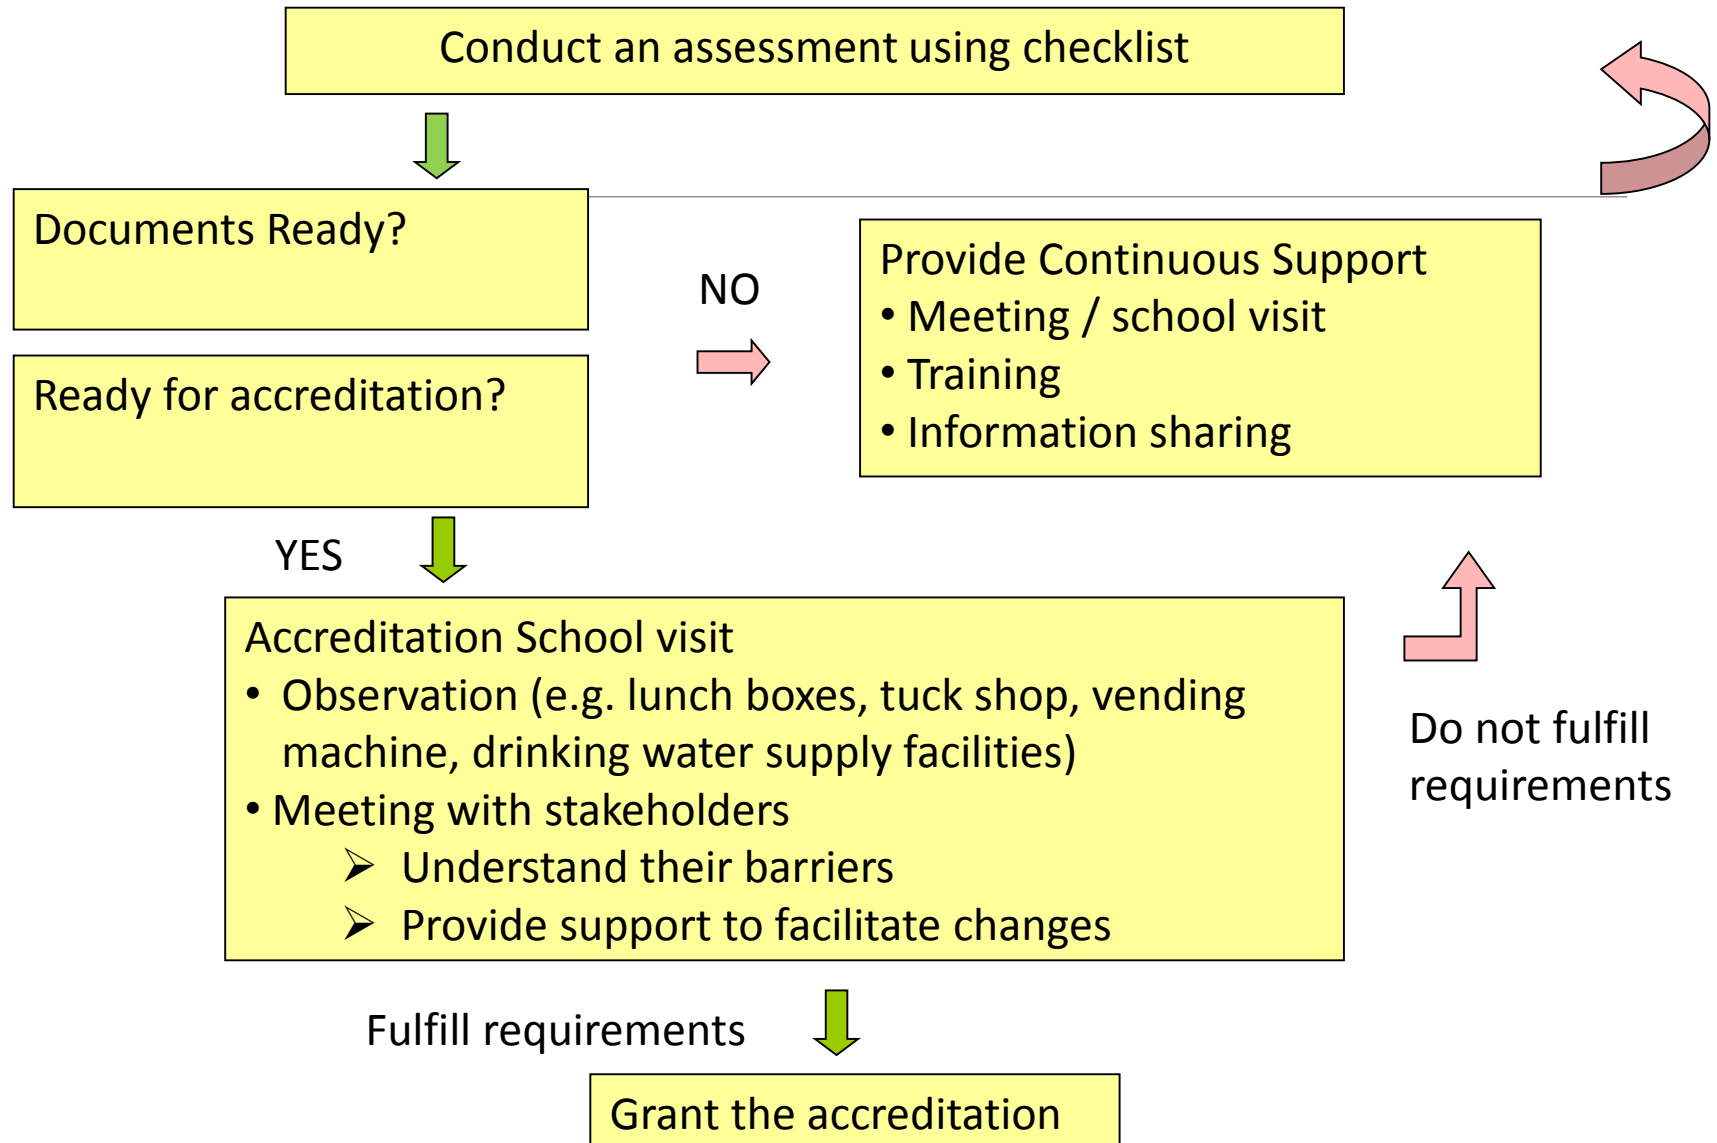 Conduct an assessment using checklist
Documents Ready?
Ready for accreditation?
NO
Provide Continuous Support
• Meeting / school visit
• Training
• Information sharing
YES
Accreditation School visit
• Observation (e.g. lunch boxes, tuck shop, vending
machine, drinking water supply facilities)
• Meeting with stakeholders
➢ Understand their barriers
➢ Provide support to facilitate changes
Do not fulfill
requirements
Fulfill requirements
Grant the accreditation